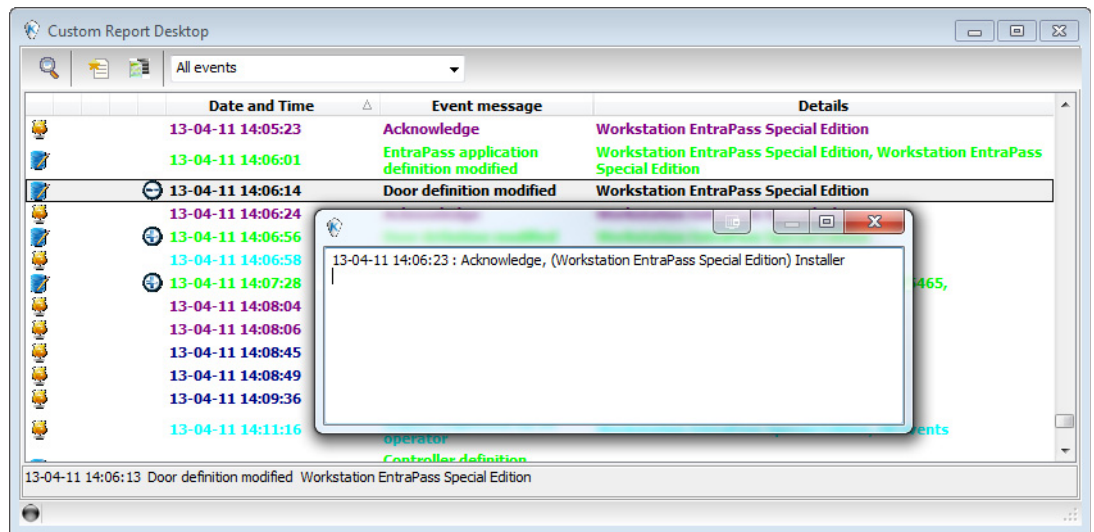 Custom Report Desktop
All events
Date and Time Event message Details
13-04-11 14:05:23 Acknowledge Workstation EntraPass Special Edition
13-04-11 14:06:01 EntraPass application definition modified Workstation EntraPass Special Edition, Workstation EntraPass Special Edition
13-04-11 14:06:14 Door definition modified Workstation EntraPass Special Edition
13-04-11 14:06:24
13-04-11 14:06:56
13-04-11 14:06:58
13-04-11 14:07:28 465,
13-04-11 14:08:04
13-04-11 14:08:06
13-04-11 14:08:45
13-04-11 14:08:49
13-04-11 14:09:36
13-04-11 14:11:16 operator
Controller definition
13-04-11 14:06:23 : Acknowledge, (Workstation EntraPass Special Edition) Installer
13-04-11 14:06:13 Door definition modified Workstation EntraPass Special Edition